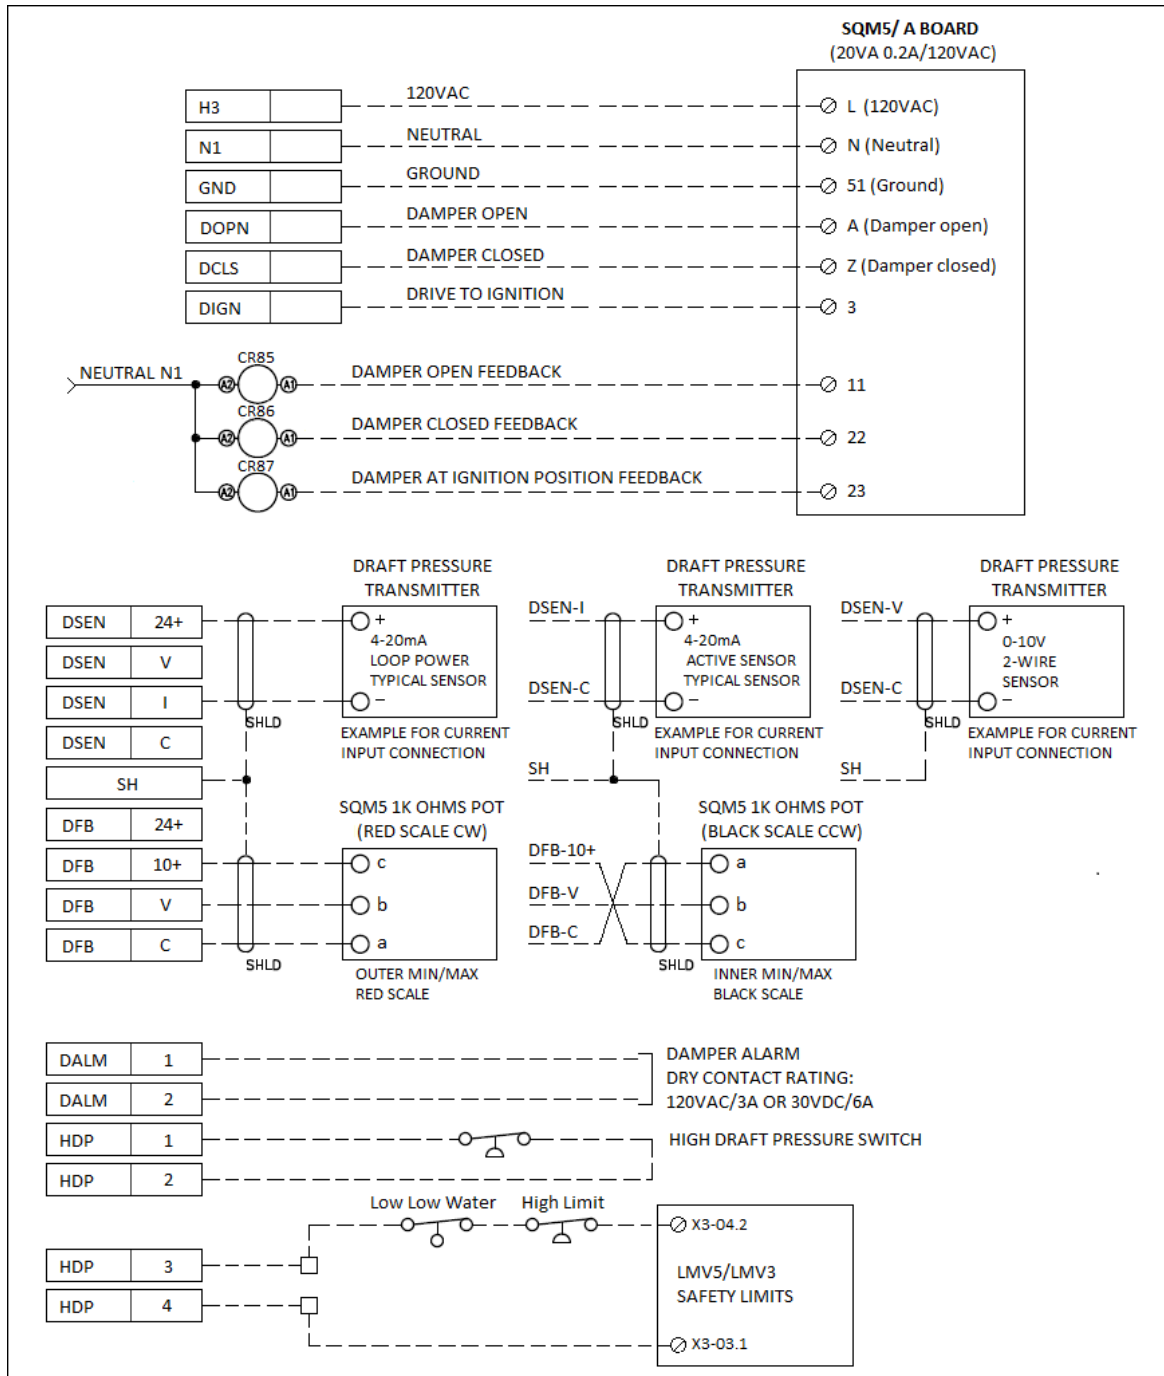 SQM5/ A BOARD
(20VA 0.2A/120VAC)
H3
120VAC
L (120VAC)
N1
NEUTRAL
N (Neutral)
GND
GROUND
51 (Ground)
DOPN
DAMPER OPEN
A (Damper open)
DCLS
DAMPER CLOSED
Z (Damper closed)
DIGN
DRIVE TO IGNITION
3
NEUTRAL N1
CR85
A2 A1
DAMPER OPEN FEEDBACK
11
CR86
A2 A1
DAMPER CLOSED FEEDBACK
22
CR87
A2 A1
DAMPER AT IGNITION POSITION FEEDBACK
23
DRAFT PRESSURE
TRANSMITTER
DRAFT PRESSURE
TRANSMITTER
DRAFT PRESSURE
TRANSMITTER
DSEN 24+
DSEN V
DSEN I
DSEN C
SH
+
4-20mA
LOOP POWER
TYPICAL SENSOR
–
SHLD
EXAMPLE FOR CURRENT
INPUT CONNECTION
DSEN-I
DSEN-C
+
4-20mA
ACTIVE SENSOR
TYPICAL SENSOR
–
SHLD
EXAMPLE FOR CURRENT
INPUT CONNECTION
SH
DSEN-V
DSEN-C
+
0-10V
2-WIRE
SENSOR
–
SHLD
EXAMPLE FOR CURRENT
INPUT CONNECTION
SH
DFB 24+
DFB 10+
DFB V
DFB C
SQM5 1K OHMS POT
(RED SCALE CW)
c
b
a
SHLD
OUTER MIN/MAX
RED SCALE
SQM5 1K OHMS POT
(BLACK SCALE CCW)
DFB-10+
DFB-V
DFB-C
a
b
c
SHLD
INNER MIN/MAX
BLACK SCALE
DALM 1
DALM 2
DAMPER ALARM
DRY CONTACT RATING:
120VAC/3A OR 30VDC/6A
HDP 1
HDP 2
HIGH DRAFT PRESSURE SWITCH
Low Low Water
High Limit
HDP 3
HDP 4
X3-04.2
LMV5/LMV3
SAFETY LIMITS
X3-03.1